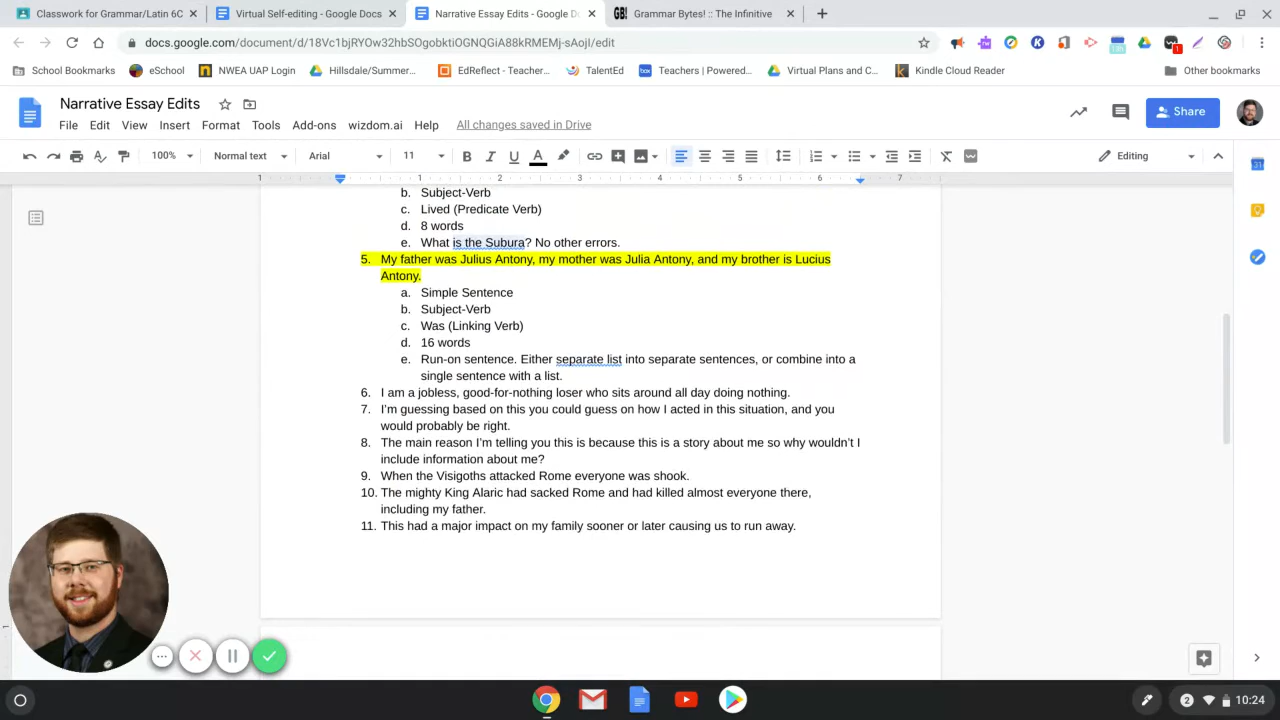 Classwork for Grammar/Latin 6C
Virtual Self-editing - Google Docs
Narrative Essay Edits - Google D
GB! Grammar Bytes! :: The Infinitive
docs.google.com/document/d/18Vc1bjRYOw32hbSOgobktiOGNQGiA88kRMEMj-sAojI/edit
School Bookmarks
eSchool
NWEA UAP Login
Hillsdale/Summer...
EdReflect - Teacher...
TalentEd
Teachers | Powered...
Virtual Plans and C...
Kindle Cloud Reader
Other bookmarks
Narrative Essay Edits
Share
File Edit View Insert Format Tools Add-ons wizdom.ai Help All changes saved in Drive
100% Normal text Arial 11 B I U A Editing
1 1 2 3 4 5 6 7
b. Subject-Verb
c. Lived (Predicate Verb)
d. 8 words
e. What is the Subura? No other errors.
5. My father was Julius Antony, my mother was Julia Antony, and my brother is Lucius
Antony.
a. Simple Sentence
b. Subject-Verb
c. Was (Linking Verb)
d. 16 words
e. Run-on sentence. Either separate list into separate sentences, or combine into a
single sentence with a list.
6. I am a jobless, good-for-nothing loser who sits around all day doing nothing.
7. I'm guessing based on this you could guess on how I acted in this situation, and you
would probably be right.
8. The main reason I'm telling you this is because this is a story about me so why wouldn't I
include information about me?
9. When the Visigoths attacked Rome everyone was shook.
10. The mighty King Alaric had sacked Rome and had killed almost everyone there,
including my father.
11. This had a major impact on my family sooner or later causing us to run away.
2 10:24